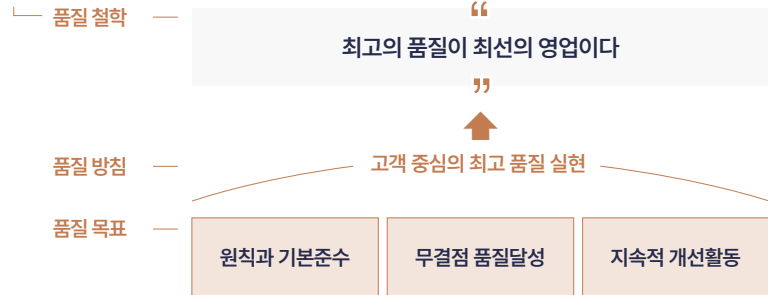 품질 철학
“
최고의 품질이 최선의 영업이다
”
품질 방침
고객 중심의 최고 품질 실현
품질 목표
원칙과 기본준수
무결점 품질달성
지속적 개선활동